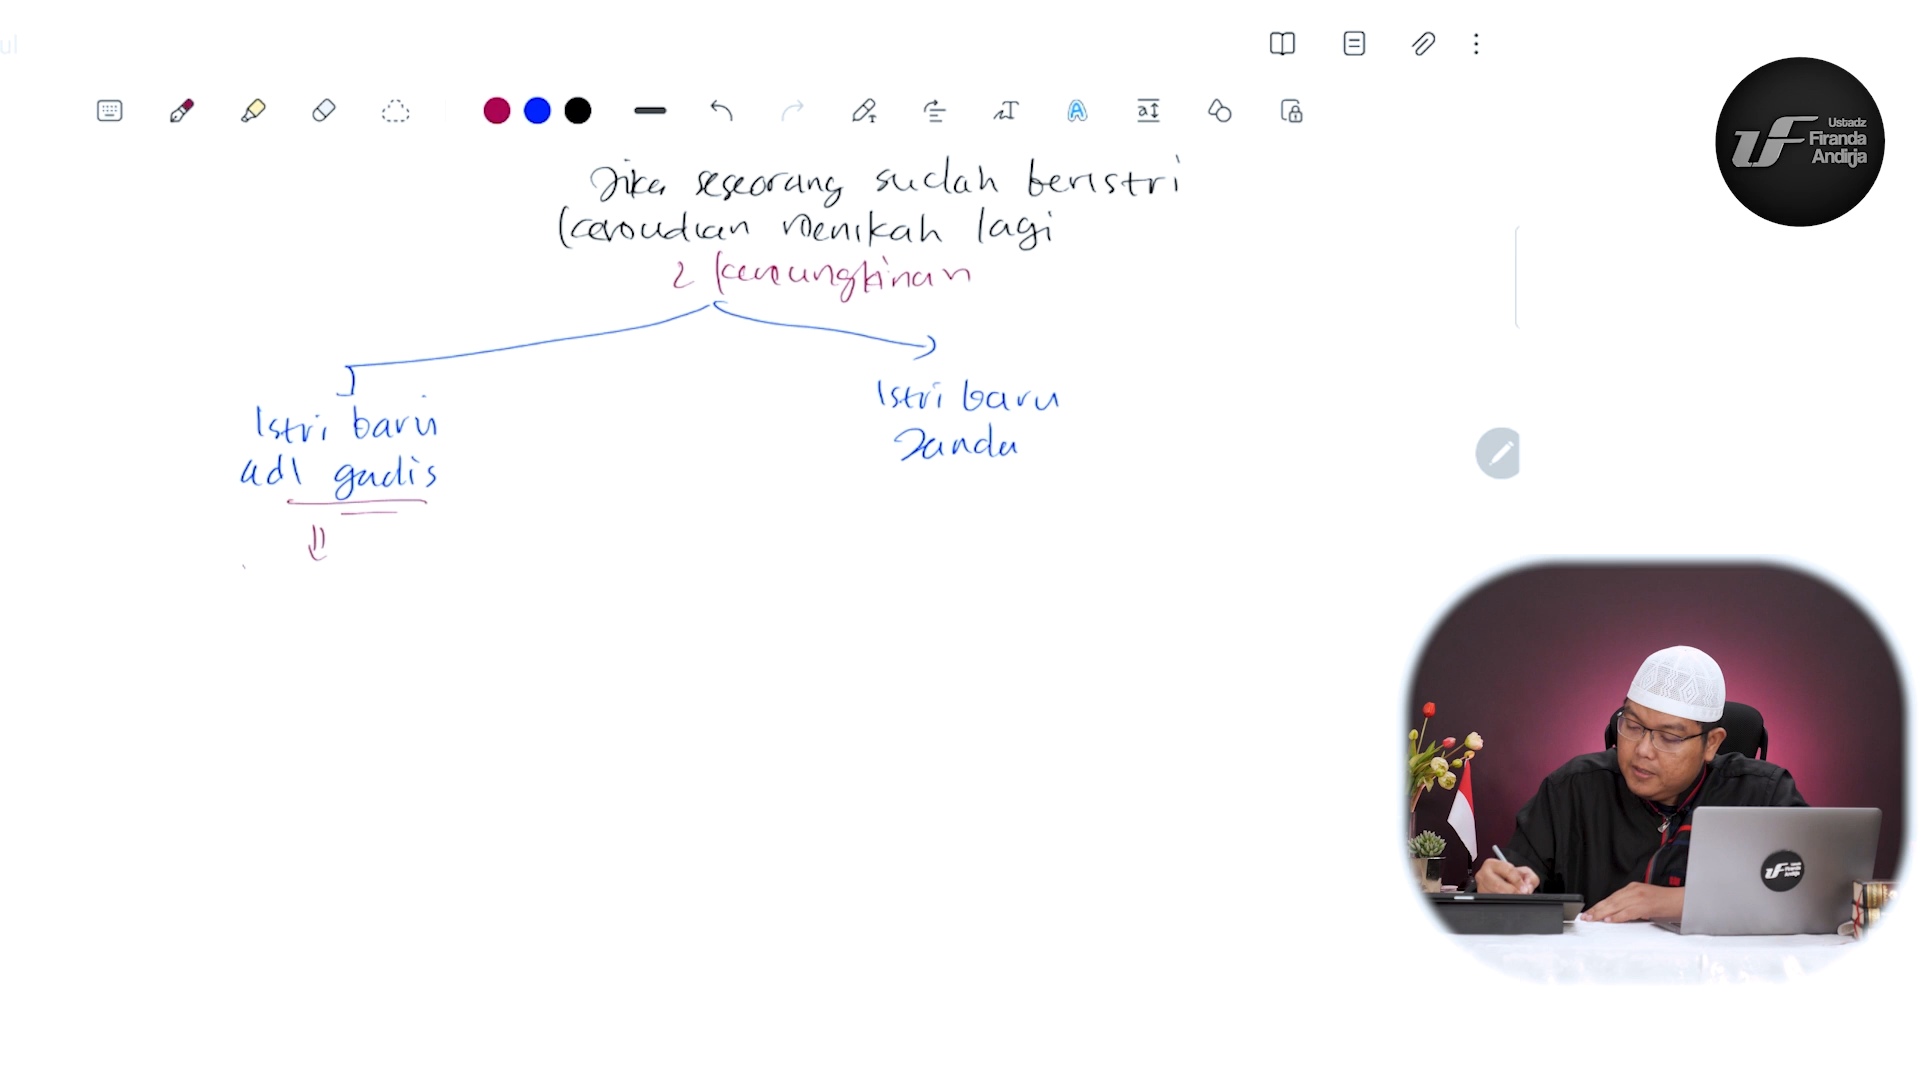 ul
Ustadz
Firanda
Andirja
Jika seseorang sudah beristri
kemudian menikah lagi
2 kemungkinan
Istri baru
adl gadis
Istri baru
Janda